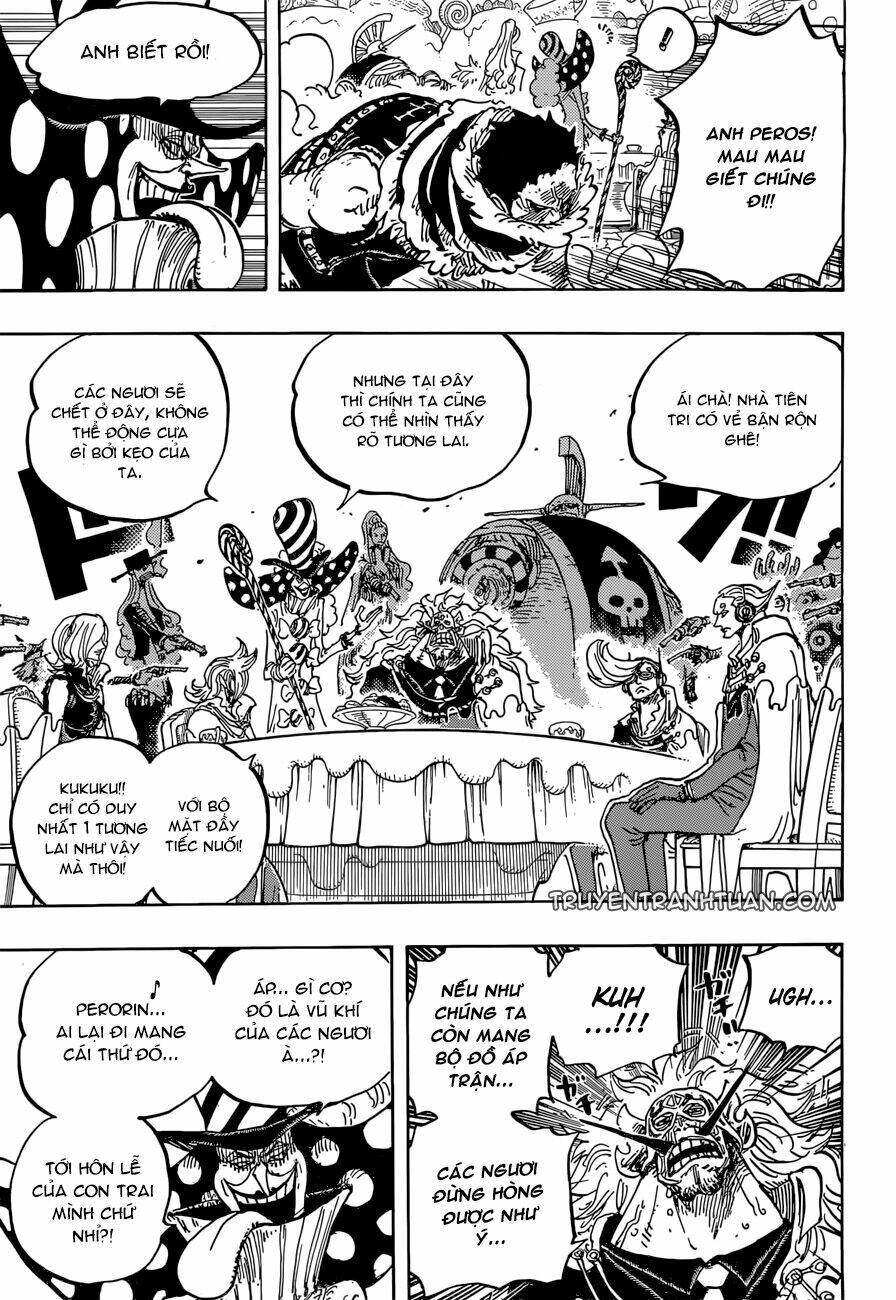 !!
ANH PEROS!
MAU MAU
GIẾT CHÚNG
ĐI!!
ANH BIẾT RỒI!
ÁI CHÀ! NHÀ TIÊN
TRI CÓ VẺ BẬN RỘN
GHÊ!
NHƯNG TẠI ĐÂY
THÌ CHÍNH TA CŨNG
CÓ THỂ NHÌN THẤY
RÕ TƯƠNG LAI.
CÁC NGƯƠI SẼ
CHẾT Ở ĐÂY, KHÔNG
THỂ ĐỘNG CỰA
GÌ BỞI KẸO CỦA
TA.
VỚI BỘ
MẶT ĐẦY
TIẾC NUỐI!
KUKUKU!!
CHỈ CÓ DUY
NHẤT 1 TƯƠNG
LAI NHƯ VẬY
MÀ THÔI!
TRUYENTRANHTUAN.COM
UGH...
KUH
...!!!
ガチ
ガチ
NẾU NHƯ
CHÚNG TA
CÒN MANG
BỘ ĐỒ ÁP
TRẬN...
CÁC NGƯƠI
ĐỪNG HÒNG
ĐƯỢC NHƯ
Ý...
ÁP... GÌ CƠ?
ĐÓ LÀ VŨ KHÍ
CỦA CÁC NGƯƠI
À...?!
♪
PERORIN...
AI LẠI ĐI MANG
CÁI THỨ ĐÓ...
TỚI HÔN LỄ
CỦA CON TRAI
MÌNH CHỨ
NHỈ?!